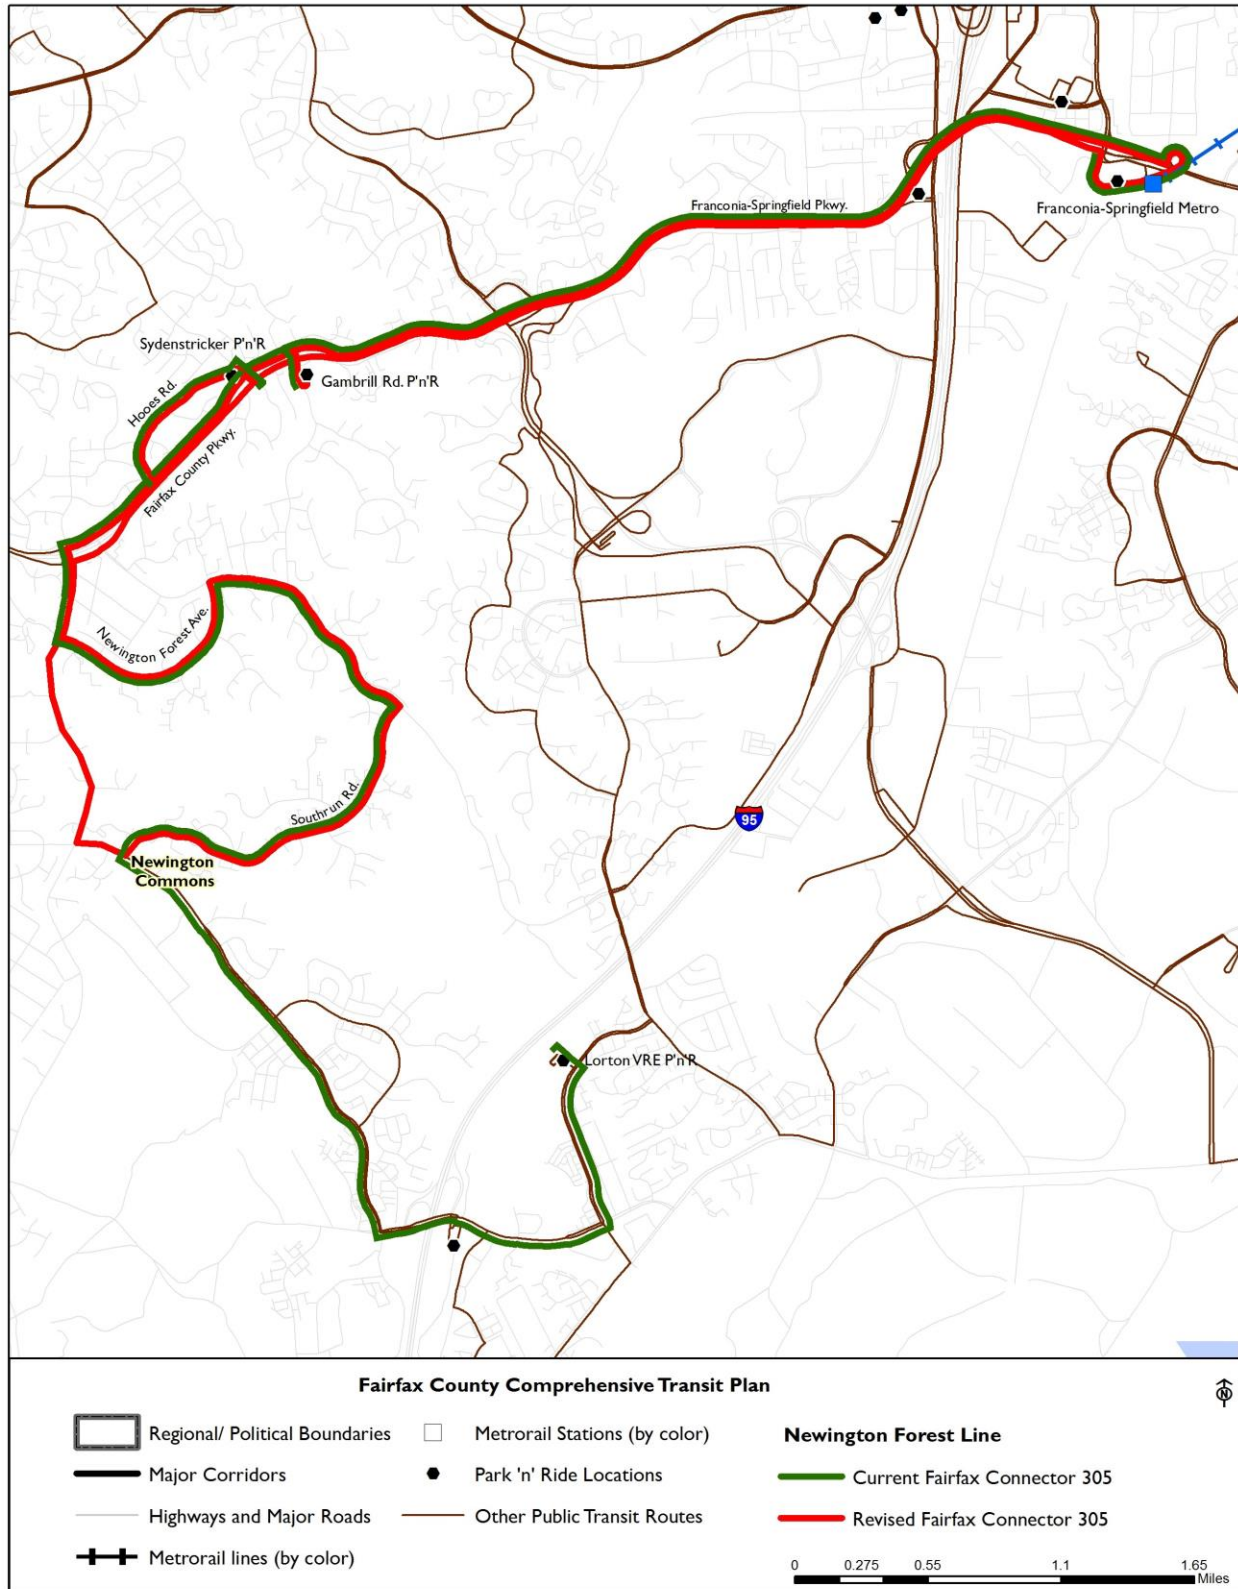 Franconia-Springfield Pkwy.
Franconia-Springfield Metro
Sydenstricker P'n'R
Gambrill Rd. P'n'R
Hooes Rd.
Fairfax County Pkwy.
Newington Forest Ave.
Southrun Rd.
95
Newington
Commons
Lorton VRE P'n'R
Fairfax County Comprehensive Transit Plan
N
Regional/ Political Boundaries
Major Corridors
Highways and Major Roads
Metrorail lines (by color)
Metrorail Stations (by color)
Park 'n' Ride Locations
Other Public Transit Routes
Newington Forest Line
Current Fairfax Connector 305
Revised Fairfax Connector 305
0 0.275 0.55 1.1 1.65
Miles